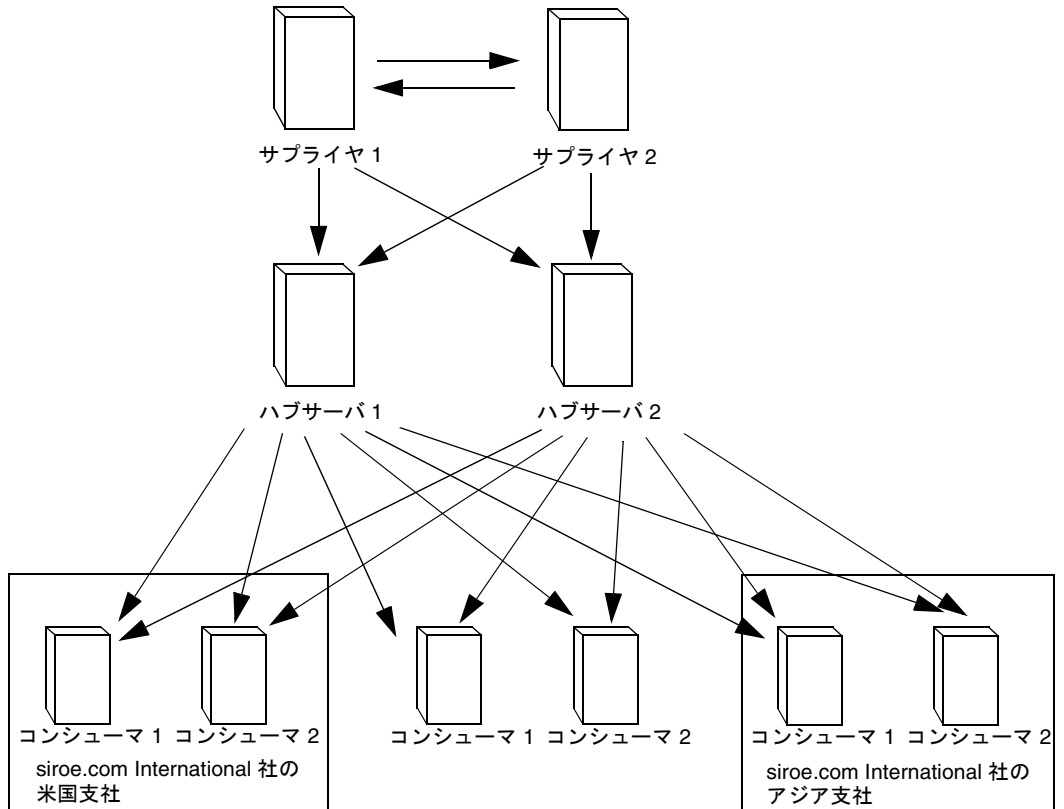 サプライヤ 1
サプライヤ 2
ハブサーバ 1
ハブサーバ 2
コンシューマ 1
コンシューマ 2
siroe.com International 社の
米国支社
コンシューマ 1
コンシューマ 2
コンシューマ 1
コンシューマ 2
siroe.com International 社の
アジア支社